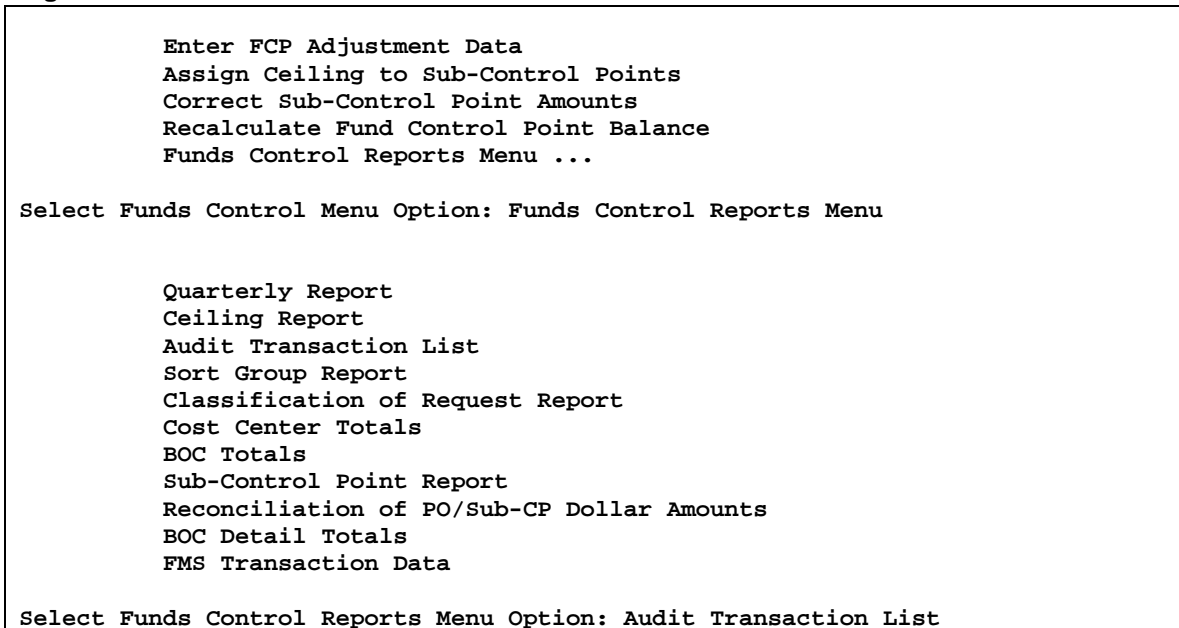 Enter FCP Adjustment Data
Assign Ceiling to Sub-Control Points
Correct Sub-Control Point Amounts
Recalculate Fund Control Point Balance
Funds Control Reports Menu ...
Select Funds Control Menu Option: Funds Control Reports Menu
Quarterly Report
Ceiling Report
Audit Transaction List
Sort Group Report
Classification of Request Report
Cost Center Totals
BOC Totals
Sub-Control Point Report
Reconciliation of PO/Sub-CP Dollar Amounts
BOC Detail Totals
FMS Transaction Data
Select Funds Control Reports Menu Option: Audit Transaction List